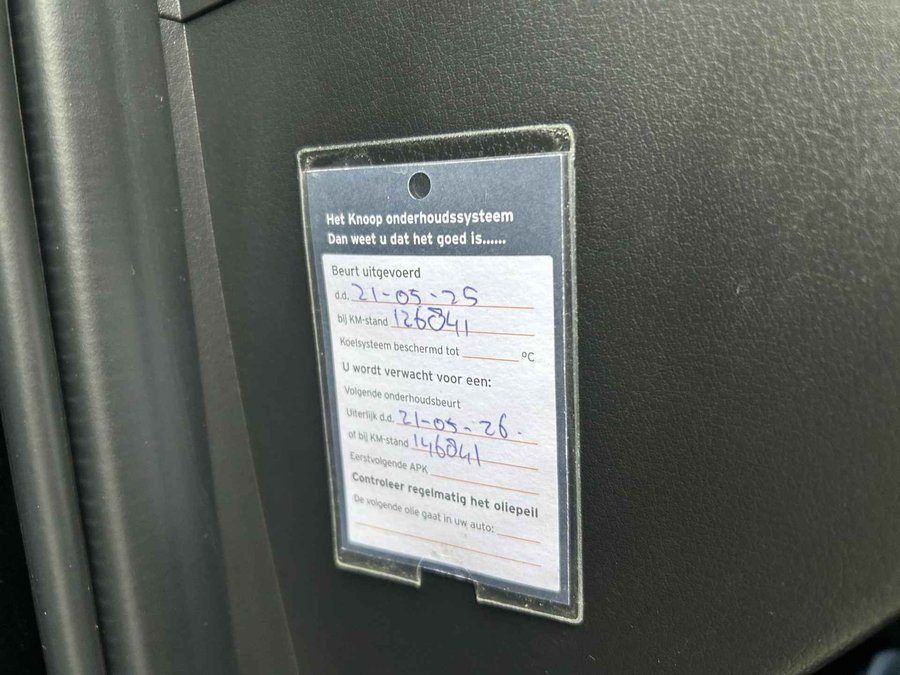 Het Knoop onderhoudssysteem
Dan weet u dat het goed is......
Beurt uitgevoerd
d.d. 21-05-25
bij KM-stand 126841
Koelsysteem beschermd tot ______ °C
U wordt verwacht voor een:
Volgende onderhoudsbeurt
Uiterlijk d.d. 21-05-26.
of bij KM-stand 146841
Eerstvolgende APK
Controleer regelmatig het oliepeil
De volgende olie gaat in uw auto: